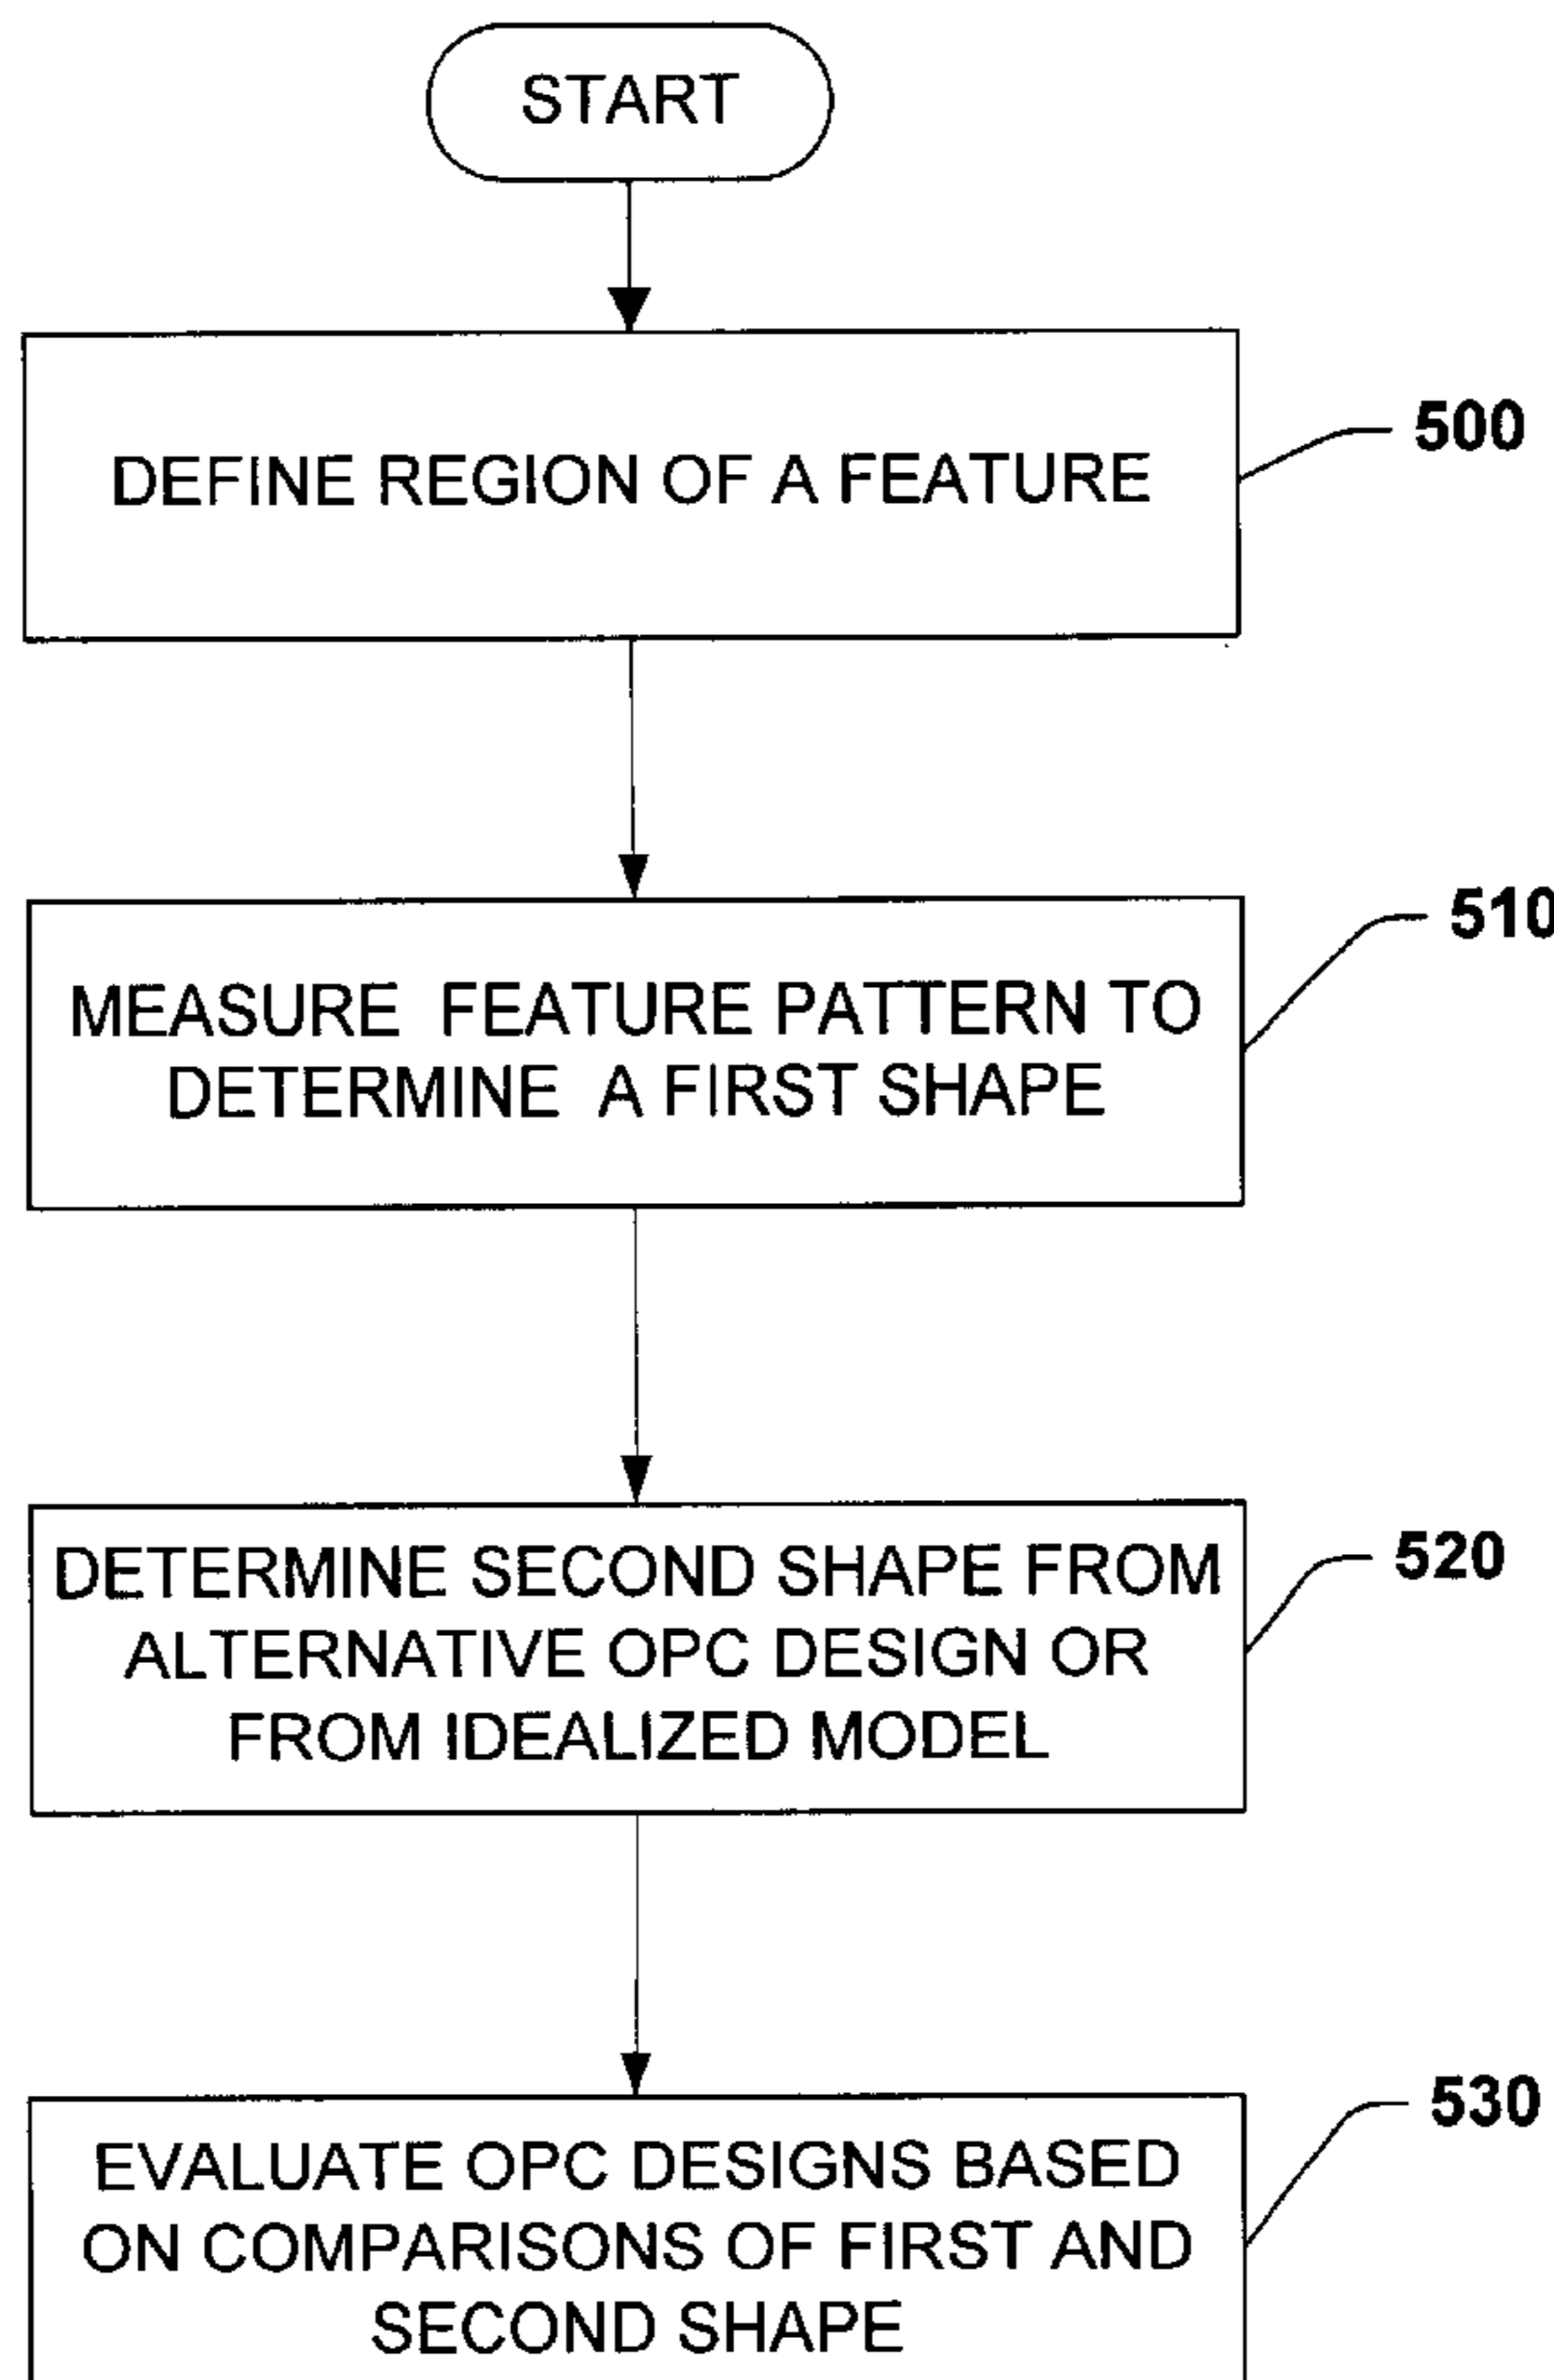 START
DEFINE REGION OF A FEATURE
500
MEASURE FEATURE PATTERN TO
DETERMINE A FIRST SHAPE
510
DETERMINE SECOND SHAPE FROM
ALTERNATIVE OPC DESIGN OR
FROM IDEALIZED MODEL
520
EVALUATE OPC DESIGNS BASED
ON COMPARISONS OF FIRST AND
SECOND SHAPE
530